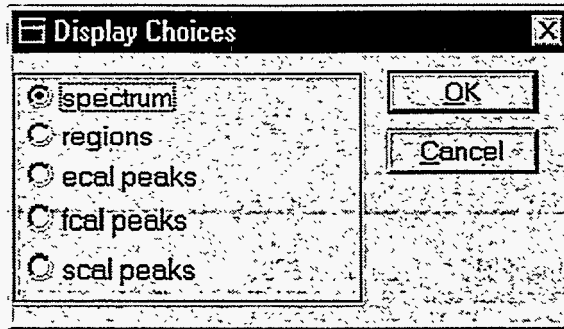 Display Choices
spectrum
regions
ecal peaks
fcal peaks
scal peaks
OK
Cancel